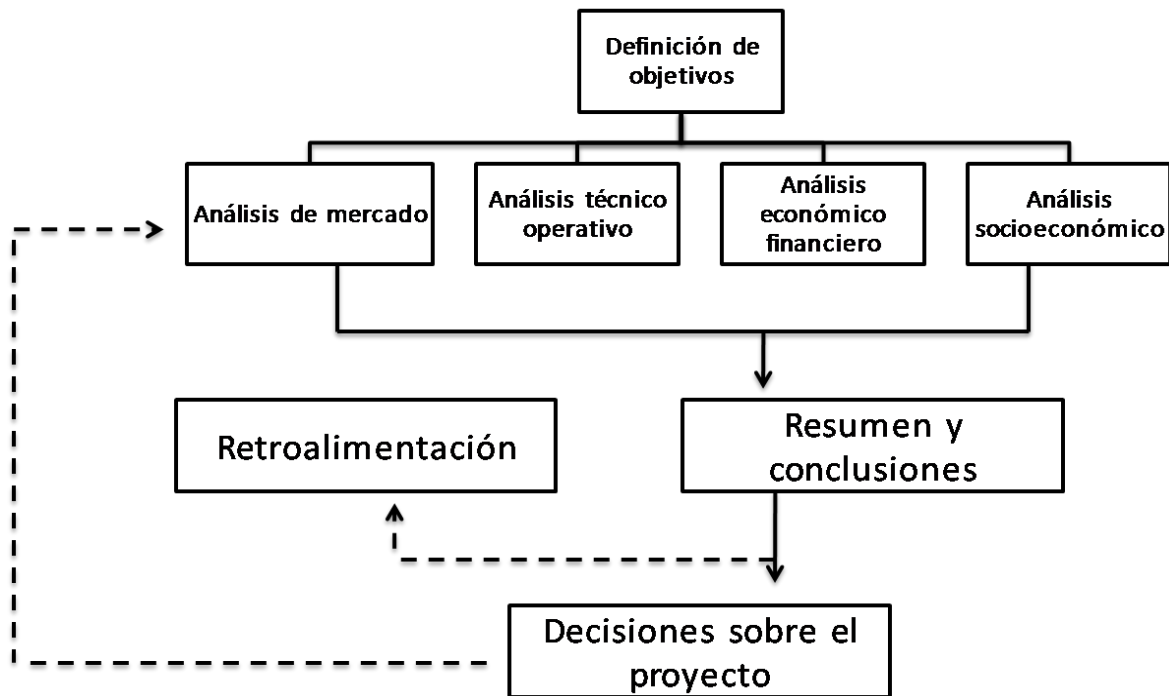 Definición de
objetivos
Análisis de mercado
Análisis técnico
operativo
Análisis
económico
financiero
Análisis
socioeconómico
Retroalimentación
Resumen y
conclusiones
Decisiones sobre el
proyecto